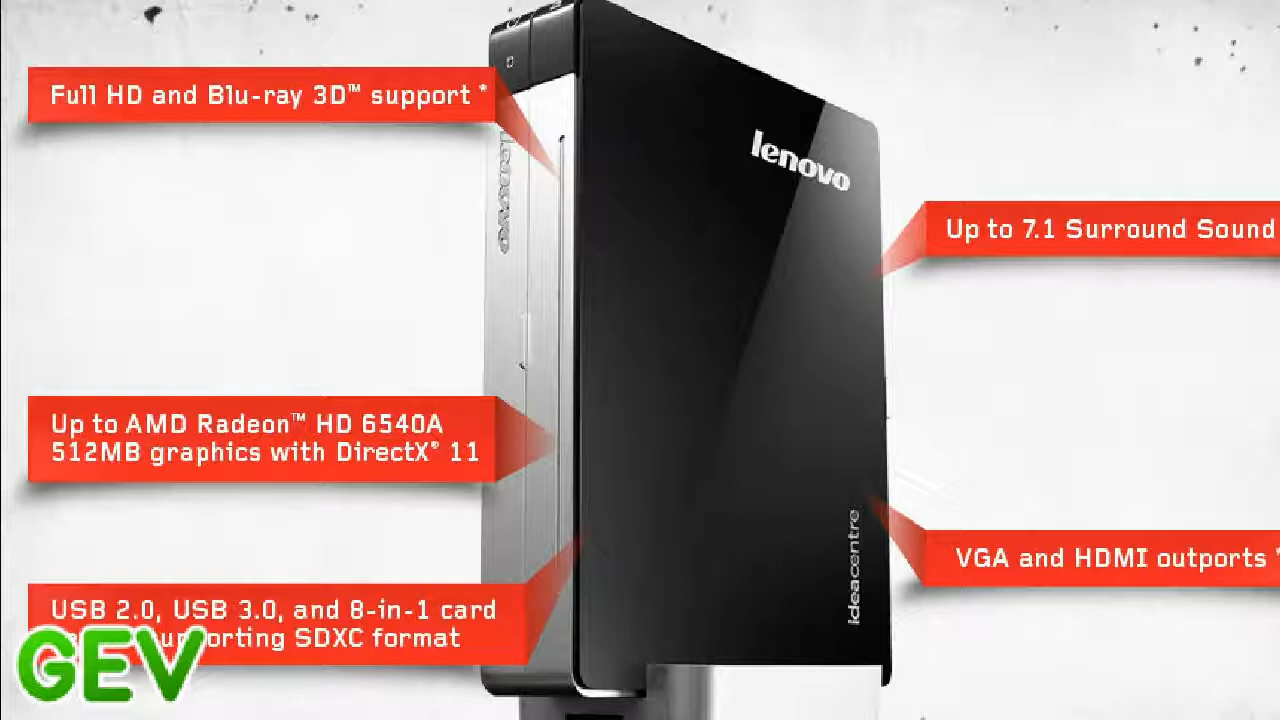 Full HD and Blu-ray 3D™ support *
lenovo
lenovo
Up to 7.1 Surround Sound
Up to AMD Radeon™ HD 6540A
512MB graphics with DirectX® 11
ideacentre
VGA and HDMI outports *
USB 2.0, USB 3.0, and 8-in-1 card
SDXC format
GEV